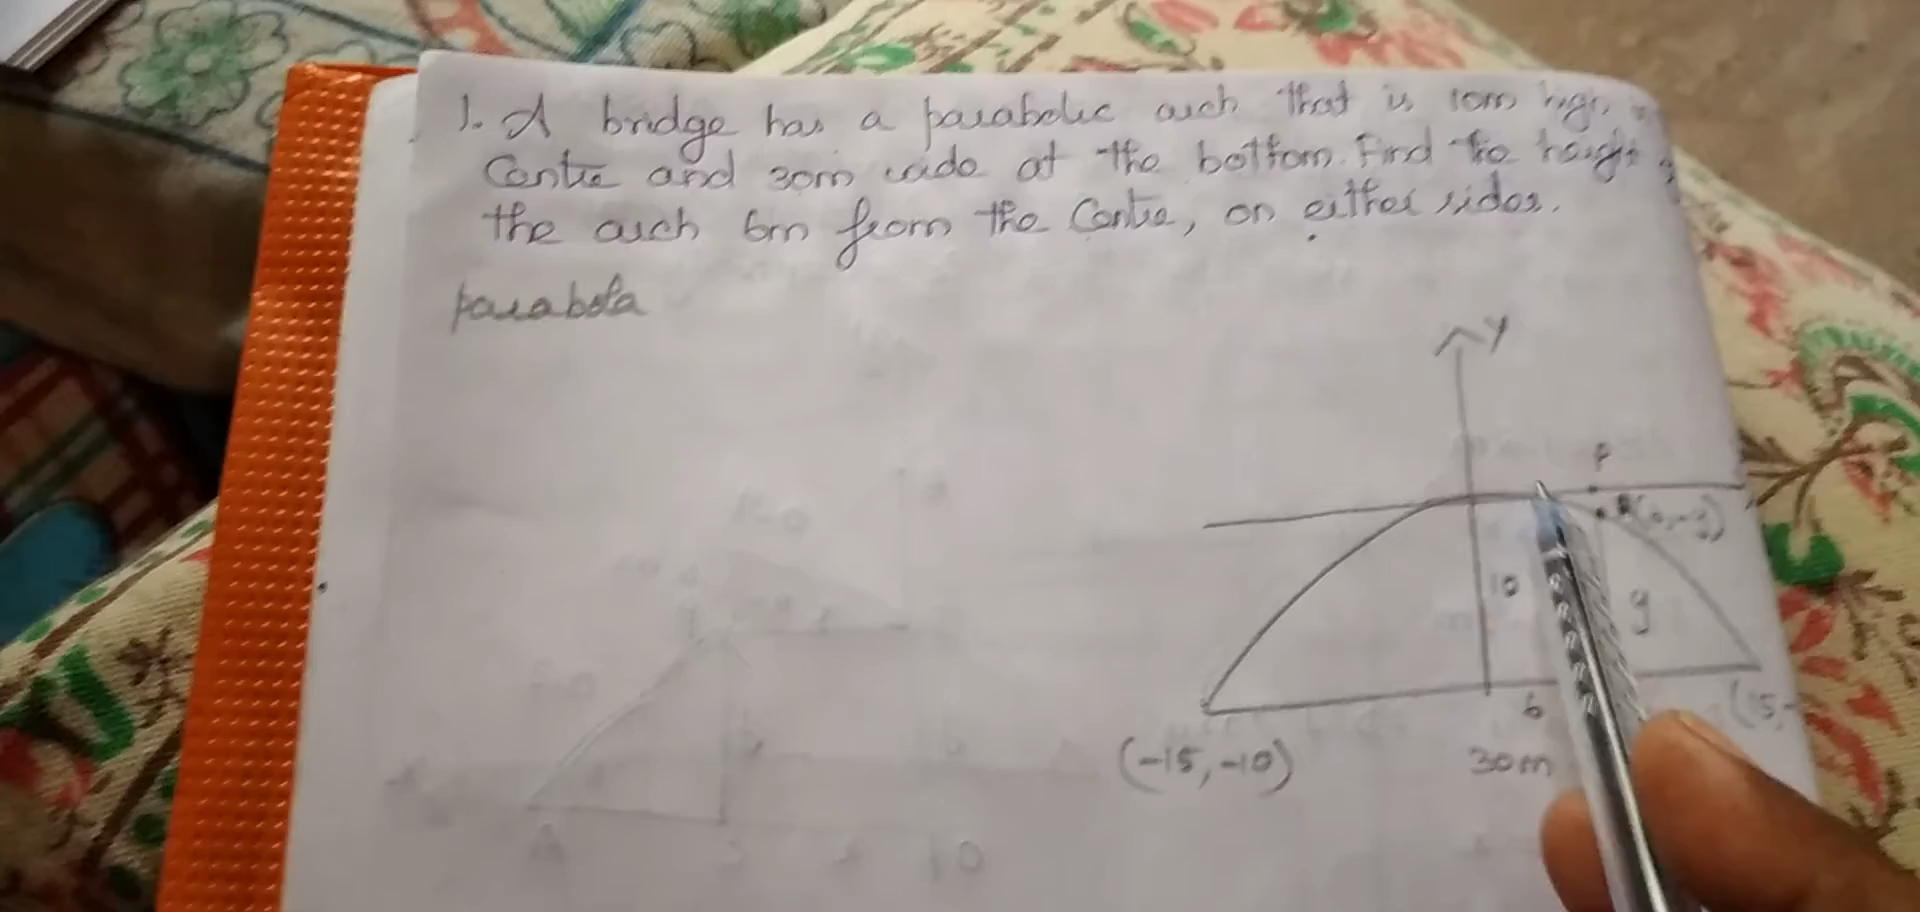 1. A bridge has a parabolic arch that is 10m high
Centre and 30m wide at the bottom. Find the height
the arch 6m from the Centre, on either sides.
parabola
Y
P
10
y
6
(15,-
(-15, -10)
30m